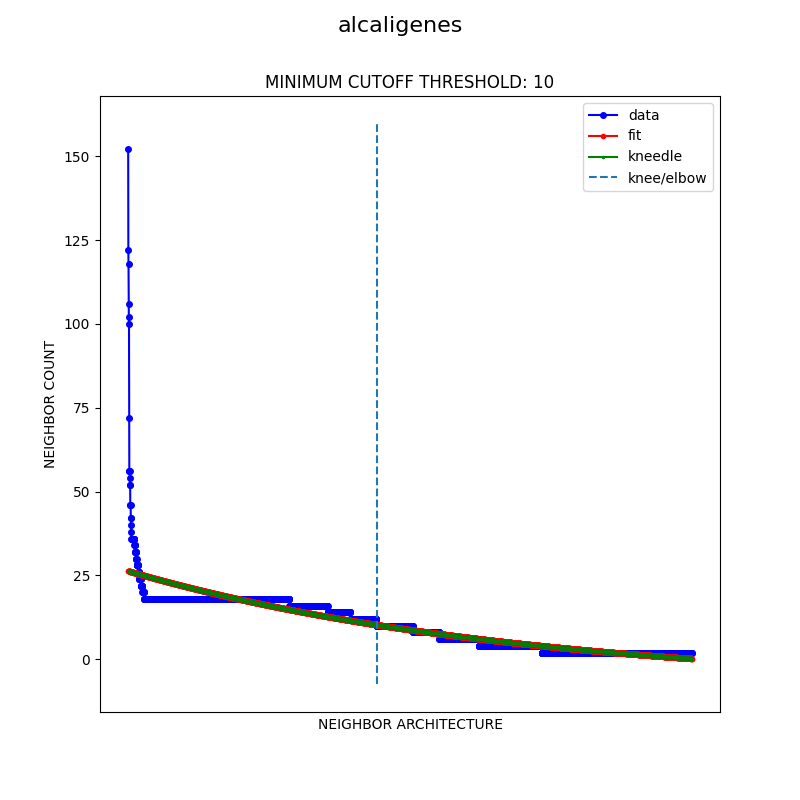 alcaligenes
MINIMUM CUTOFF THRESHOLD: 10
data
fit
kneedle
knee/elbow
150
125
100
75
50
25
0
NEIGHBOR COUNT
NEIGHBOR ARCHITECTURE